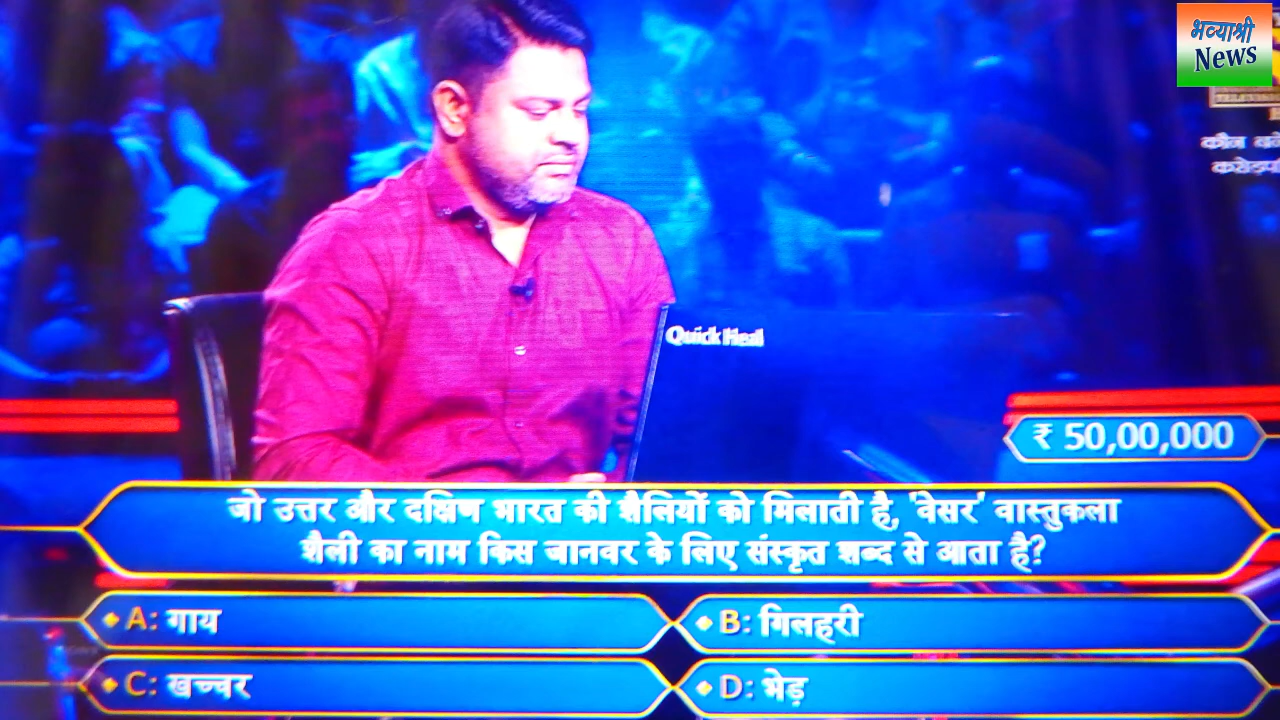 भव्याश्री
News
कौन
Quick Heal
₹ 50,00,000
जो उत्तर और दक्षिण भारत की शैलियों को मिलाती है, 'वेसर' वास्तुकला
शैली का नाम किस जानवर के लिए संस्कृत शब्द से आता है?
A: गाय
B: गिलहरी
C: खच्चर
D: भेड़